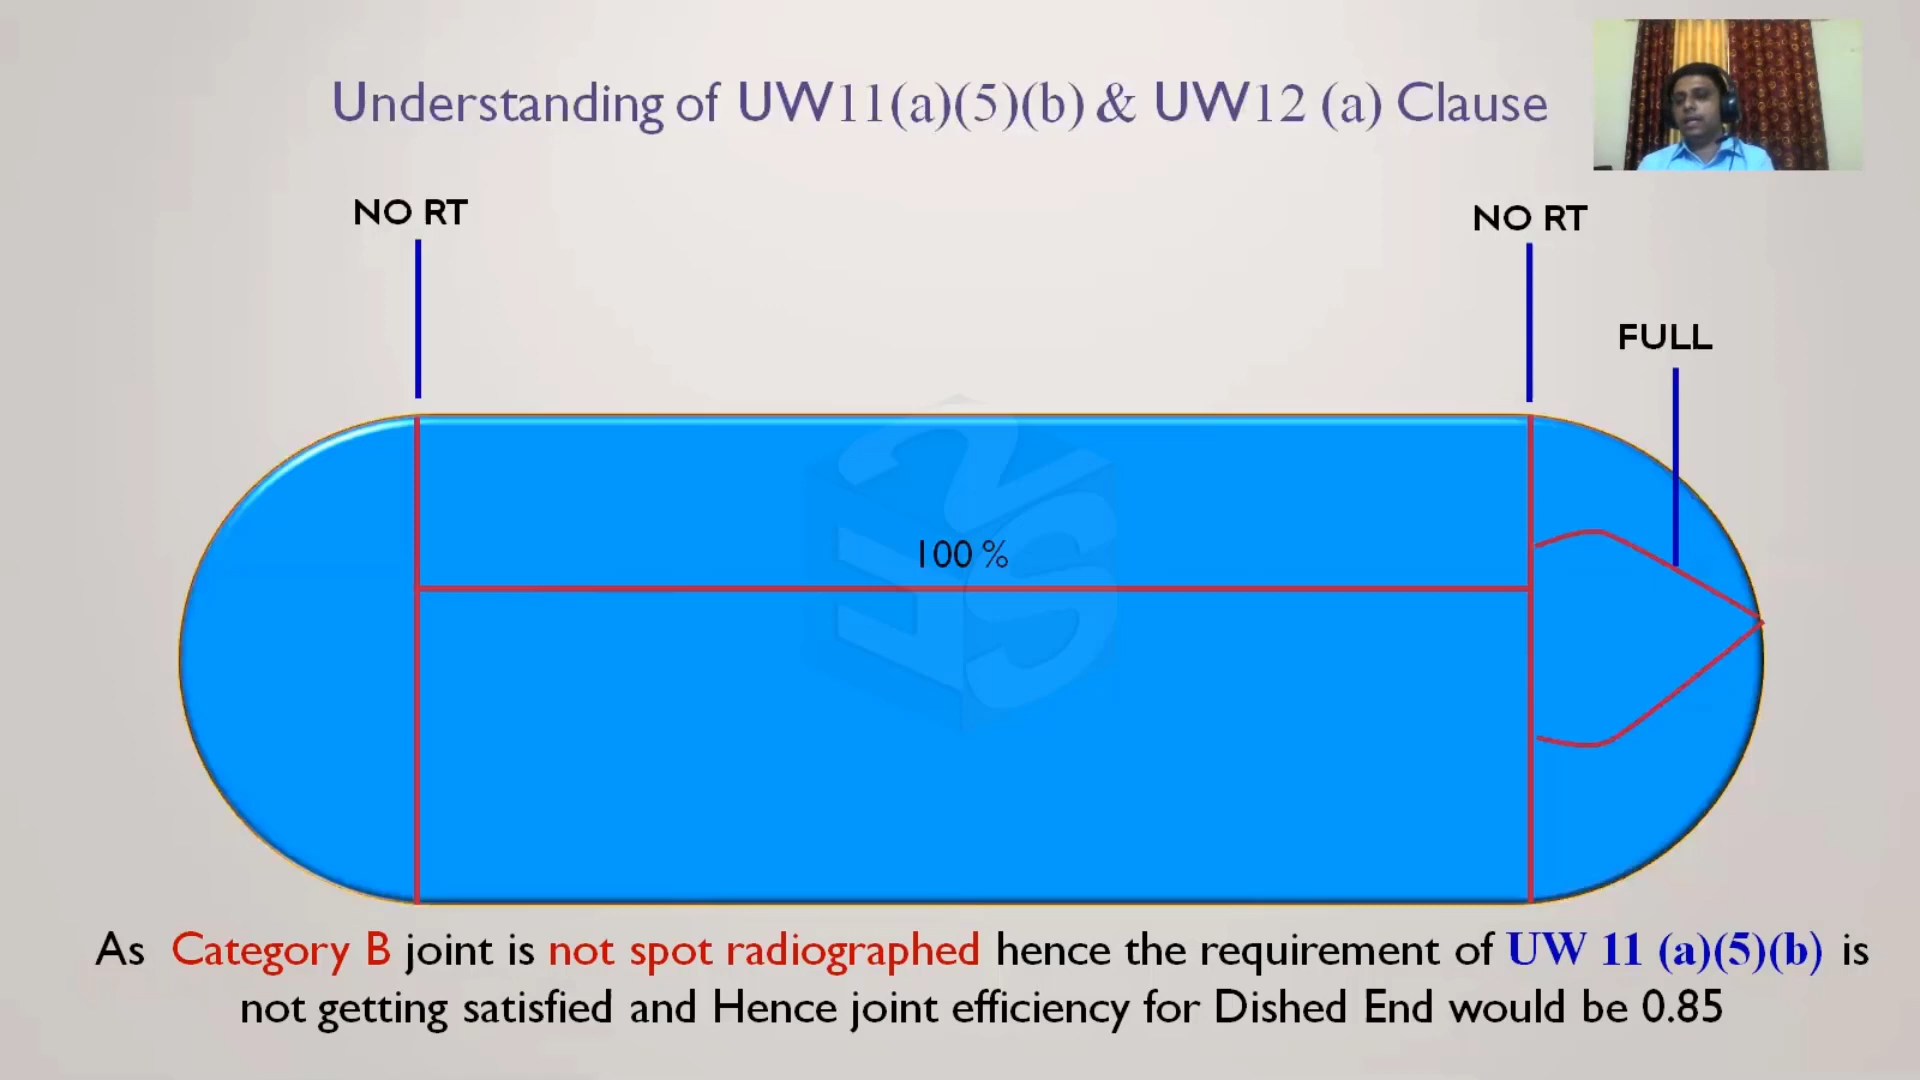 Understanding of UW11(a)(5)(b) & UW12 (a) Clause
NO RT
NO RT
FULL
100 %
As Category B joint is not spot radiographed hence the requirement of UW 11 (a)(5)(b) is
not getting satisfied and Hence joint efficiency for Dished End would be 0.85